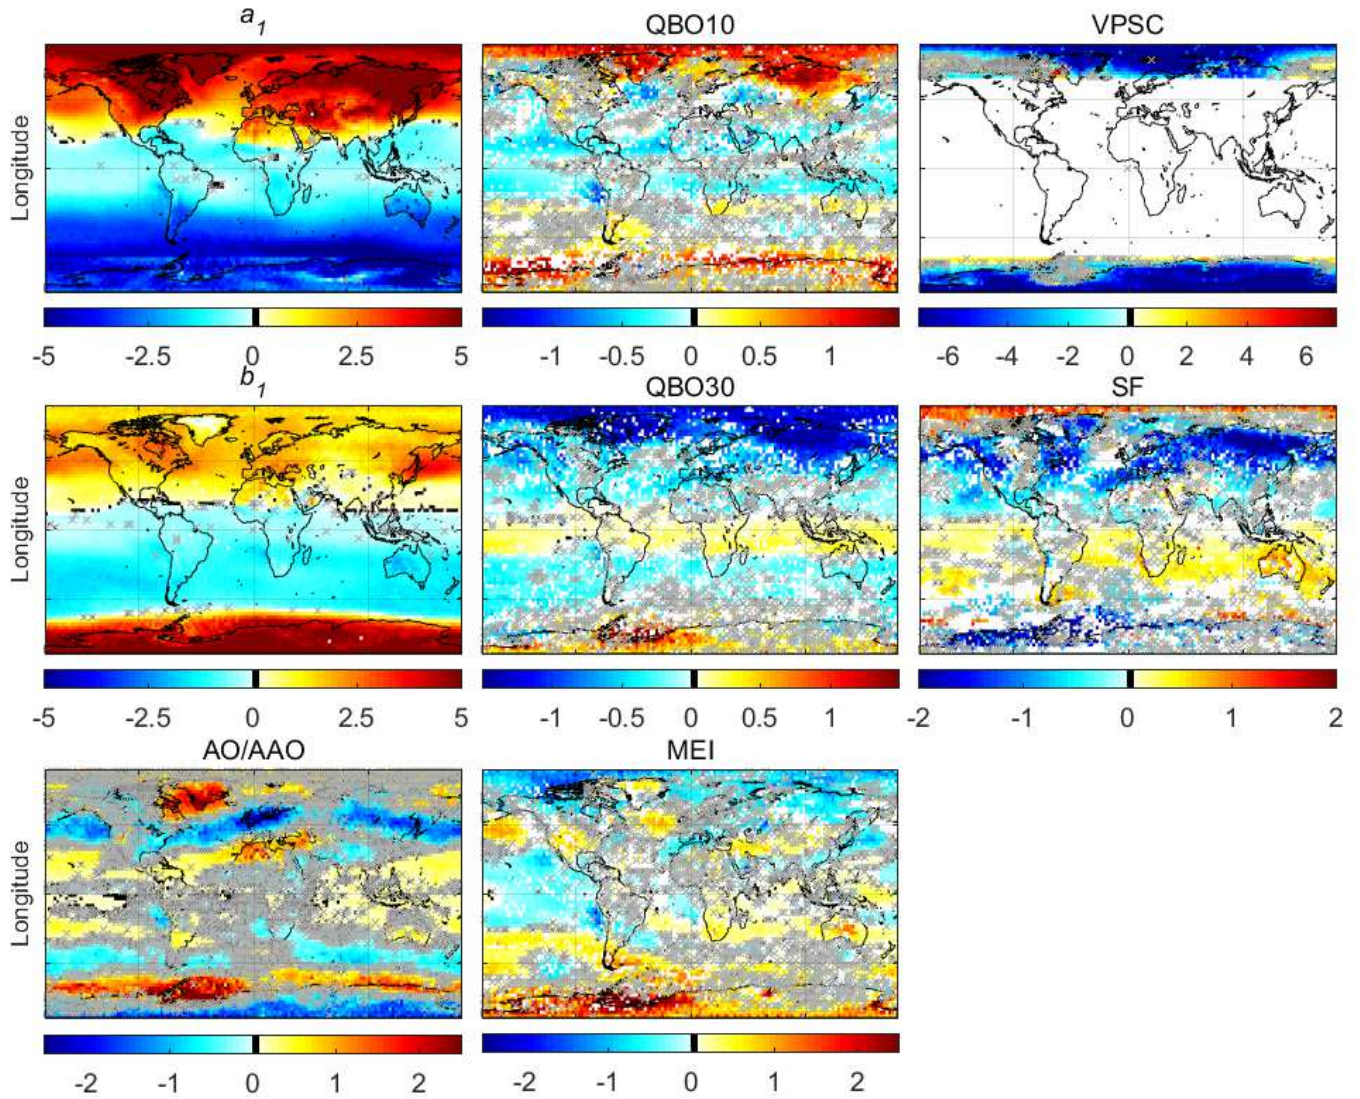 a1 QBO10 VPSC
Longitude
-5 -2.5 0 2.5 5 -1 -0.5 0 0.5 1 -6 -4 -2 0 2 4 6
b1 QBO30 SF
Longitude
-5 -2.5 0 2.5 5 -1 -0.5 0 0.5 1 -2 -1 0 1 2
AO/AAO MEI
Longitude
-2 -1 0 1 2 -2 -1 0 1 2